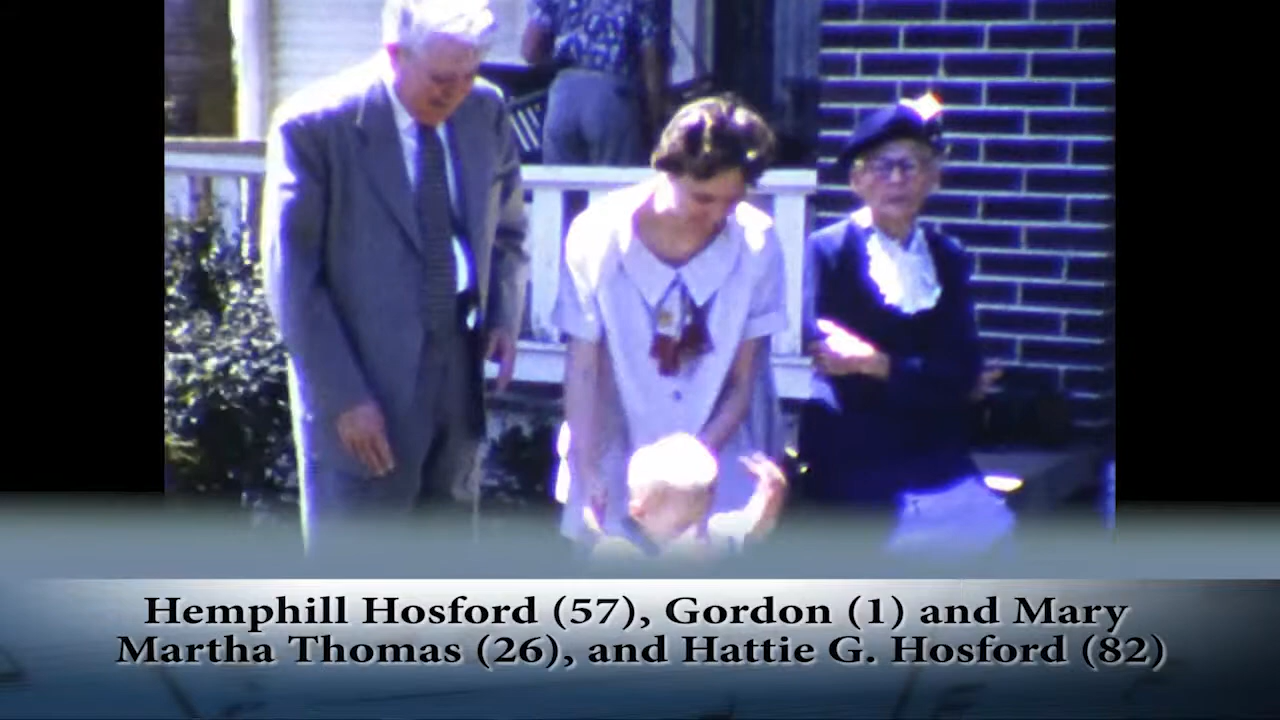 Hemphill Hosford (57), Gordon (1) and Mary
Martha Thomas (26), and Hattie G. Hosford (82)